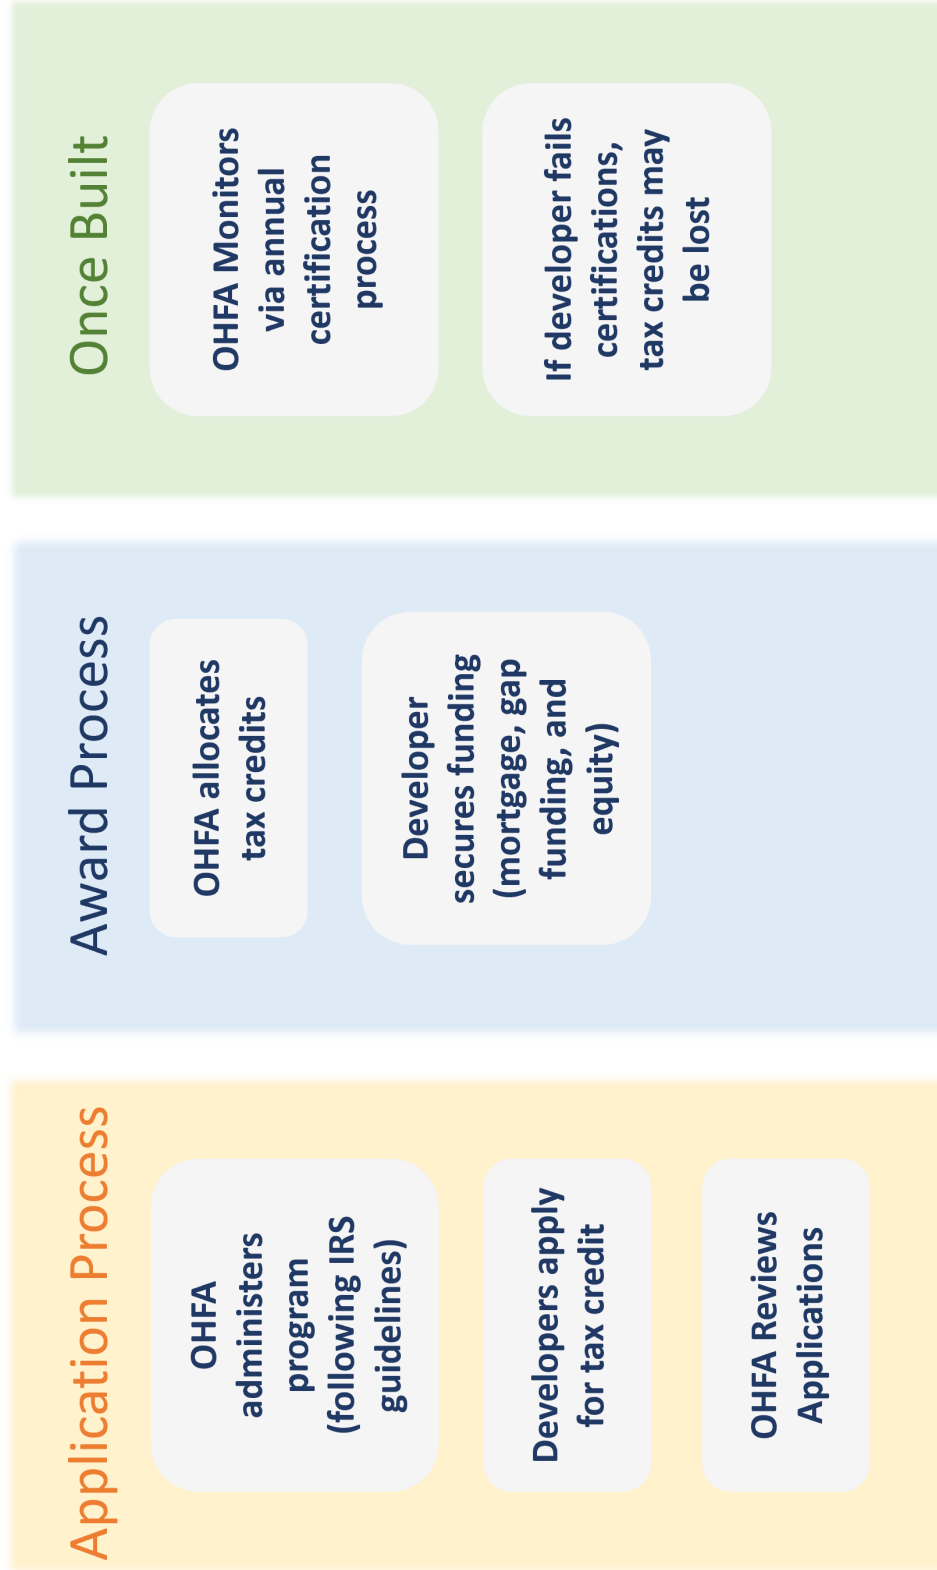 Application Process
OHFA
administers
program
(following IRS
guidelines)
Developers apply
for tax credit
OHFA Reviews
Applications
Award Process
OHFA allocates
tax credits
Developer
secures funding
(mortgage, gap
funding, and
equity)
Once Built
OHFA Monitors
via annual
certification
process
If developer fails
certifications,
tax credits may
be lost